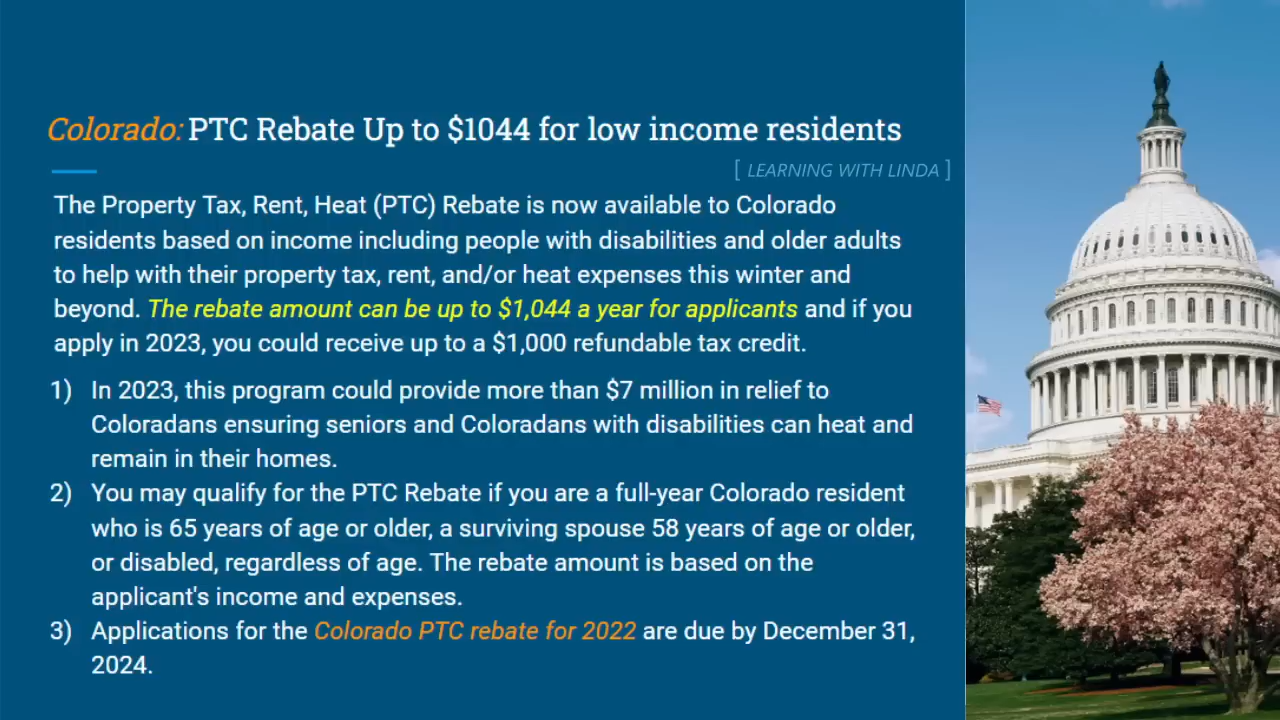 Colorado: PTC Rebate Up to $1044 for low income residents
[ LEARNING WITH LINDA ]
The Property Tax, Rent, Heat (PTC) Rebate is now available to Colorado
residents based on income including people with disabilities and older adults
to help with their property tax, rent, and/or heat expenses this winter and
beyond. The rebate amount can be up to $1,044 a year for applicants and if you
apply in 2023, you could receive up to a $1,000 refundable tax credit.
1) In 2023, this program could provide more than $7 million in relief to
Coloradans ensuring seniors and Coloradans with disabilities can heat and
remain in their homes.
2) You may qualify for the PTC Rebate if you are a full-year Colorado resident
who is 65 years of age or older, a surviving spouse 58 years of age or older,
or disabled, regardless of age. The rebate amount is based on the
applicant's income and expenses.
3) Applications for the Colorado PTC rebate for 2022 are due by December 31,
2024.